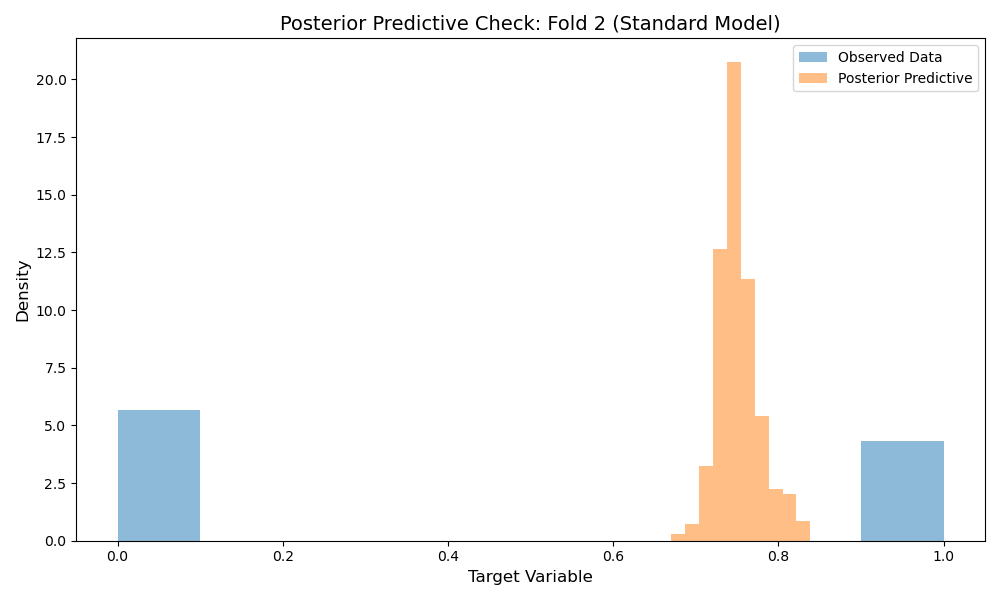 Posterior Predictive Check: Fold 2 (Standard Model)
Observed Data
Posterior Predictive
20.0
17.5
15.0
12.5
10.0
7.5
5.0
2.5
0.0
Density
0.0 0.2 0.4 0.6 0.8 1.0
Target Variable